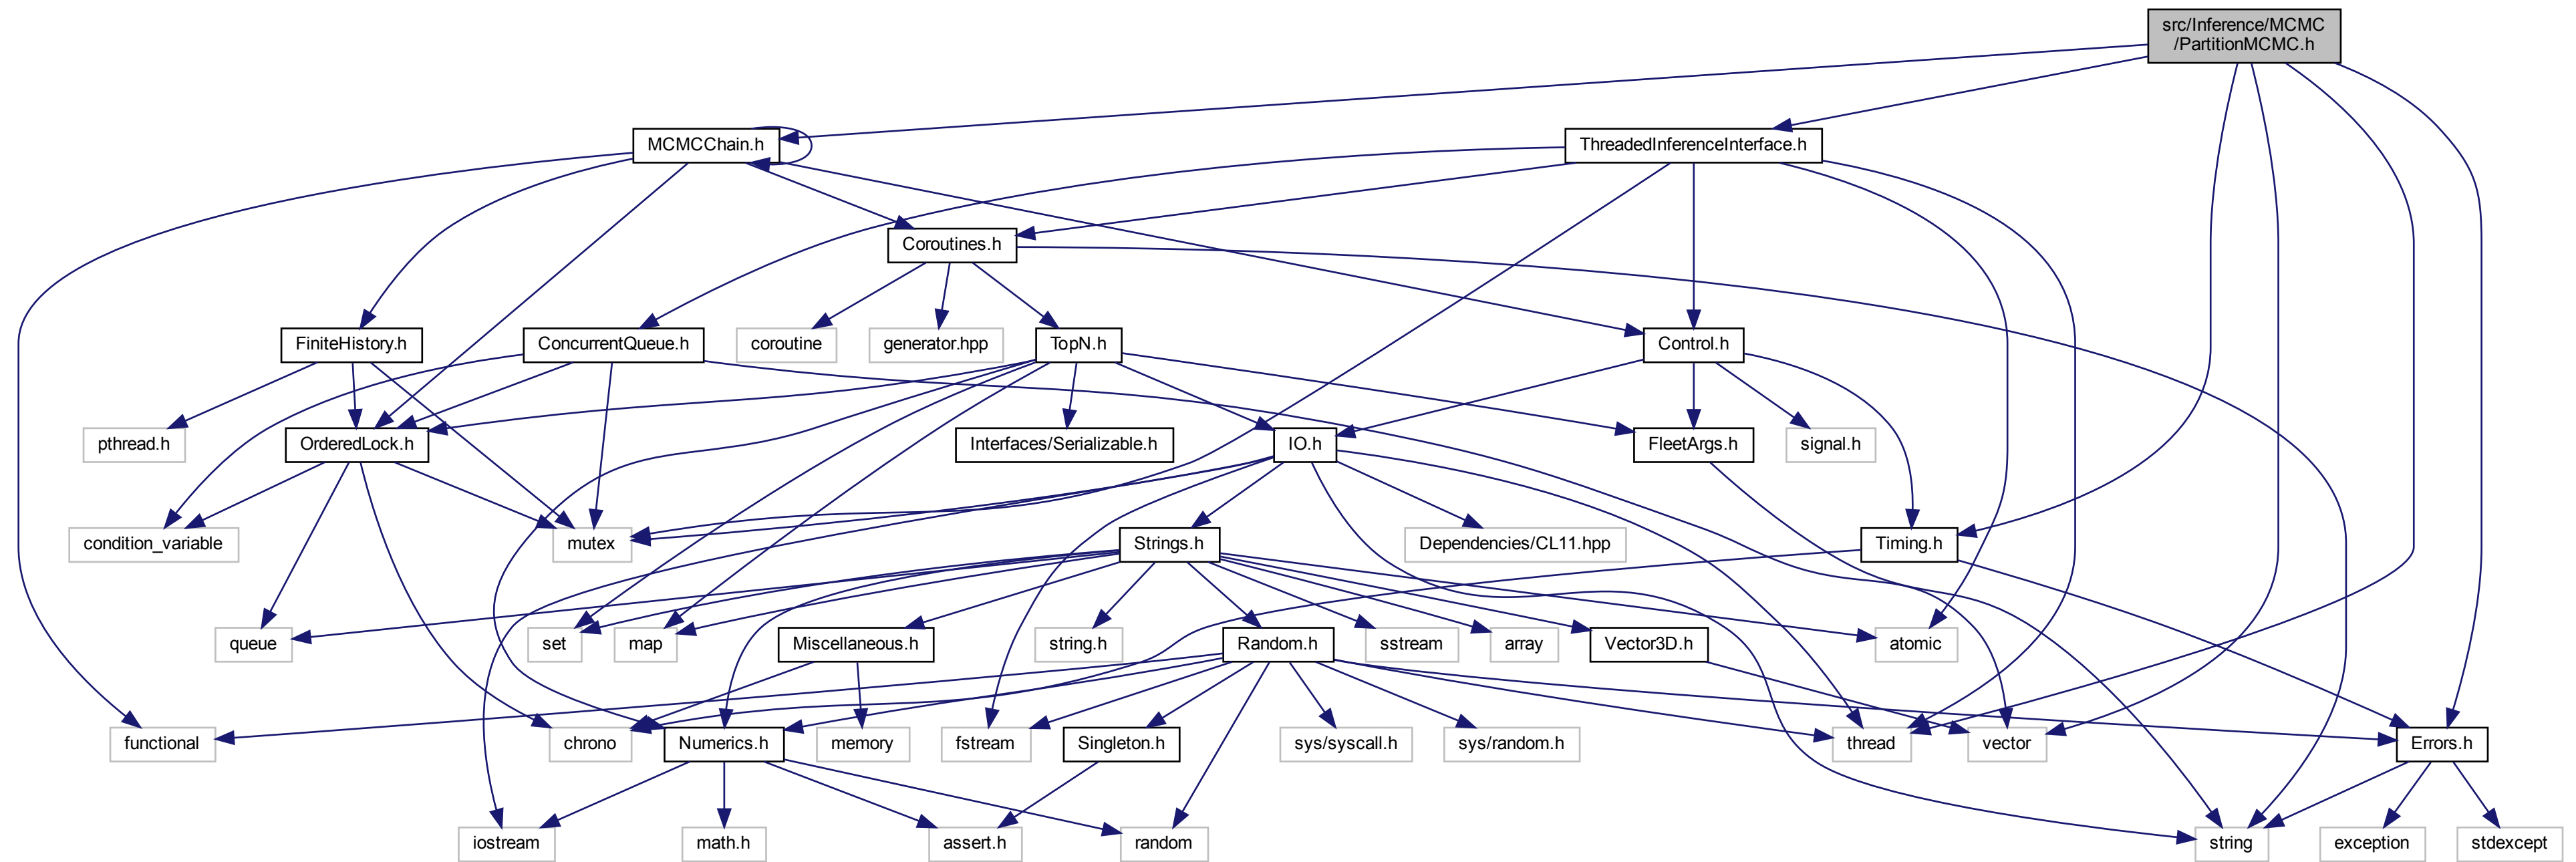 src/Inference/MCMC
/PartitionMCMC.h
MCMCChain.h
ThreadedInferenceInterface.h
Coroutines.h
FiniteHistory.h
ConcurrentQueue.h
coroutine
generator.hpp
TopN.h
Control.h
pthread.h
OrderedLock.h
Interfaces/Serializable.h
IO.h
FleetArgs.h
signal.h
condition_variable
mutex
Strings.h
Dependencies/CL11.hpp
Timing.h
queue
set
map
Miscellaneous.h
string.h
Random.h
sstream
array
Vector3D.h
atomic
functional
chrono
Numerics.h
memory
fstream
Singleton.h
sys/syscall.h
sys/random.h
thread
vector
Errors.h
iostream
math.h
assert.h
random
string
exception
stdexcept